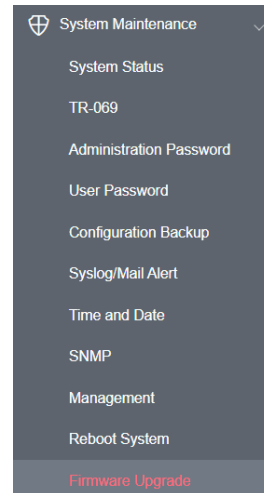 System Maintenance
System Status
TR-069
Administration Password
User Password
Configuration Backup
Syslog/Mail Alert
Time and Date
SNMP
Management
Reboot System
Firmware Upgrade